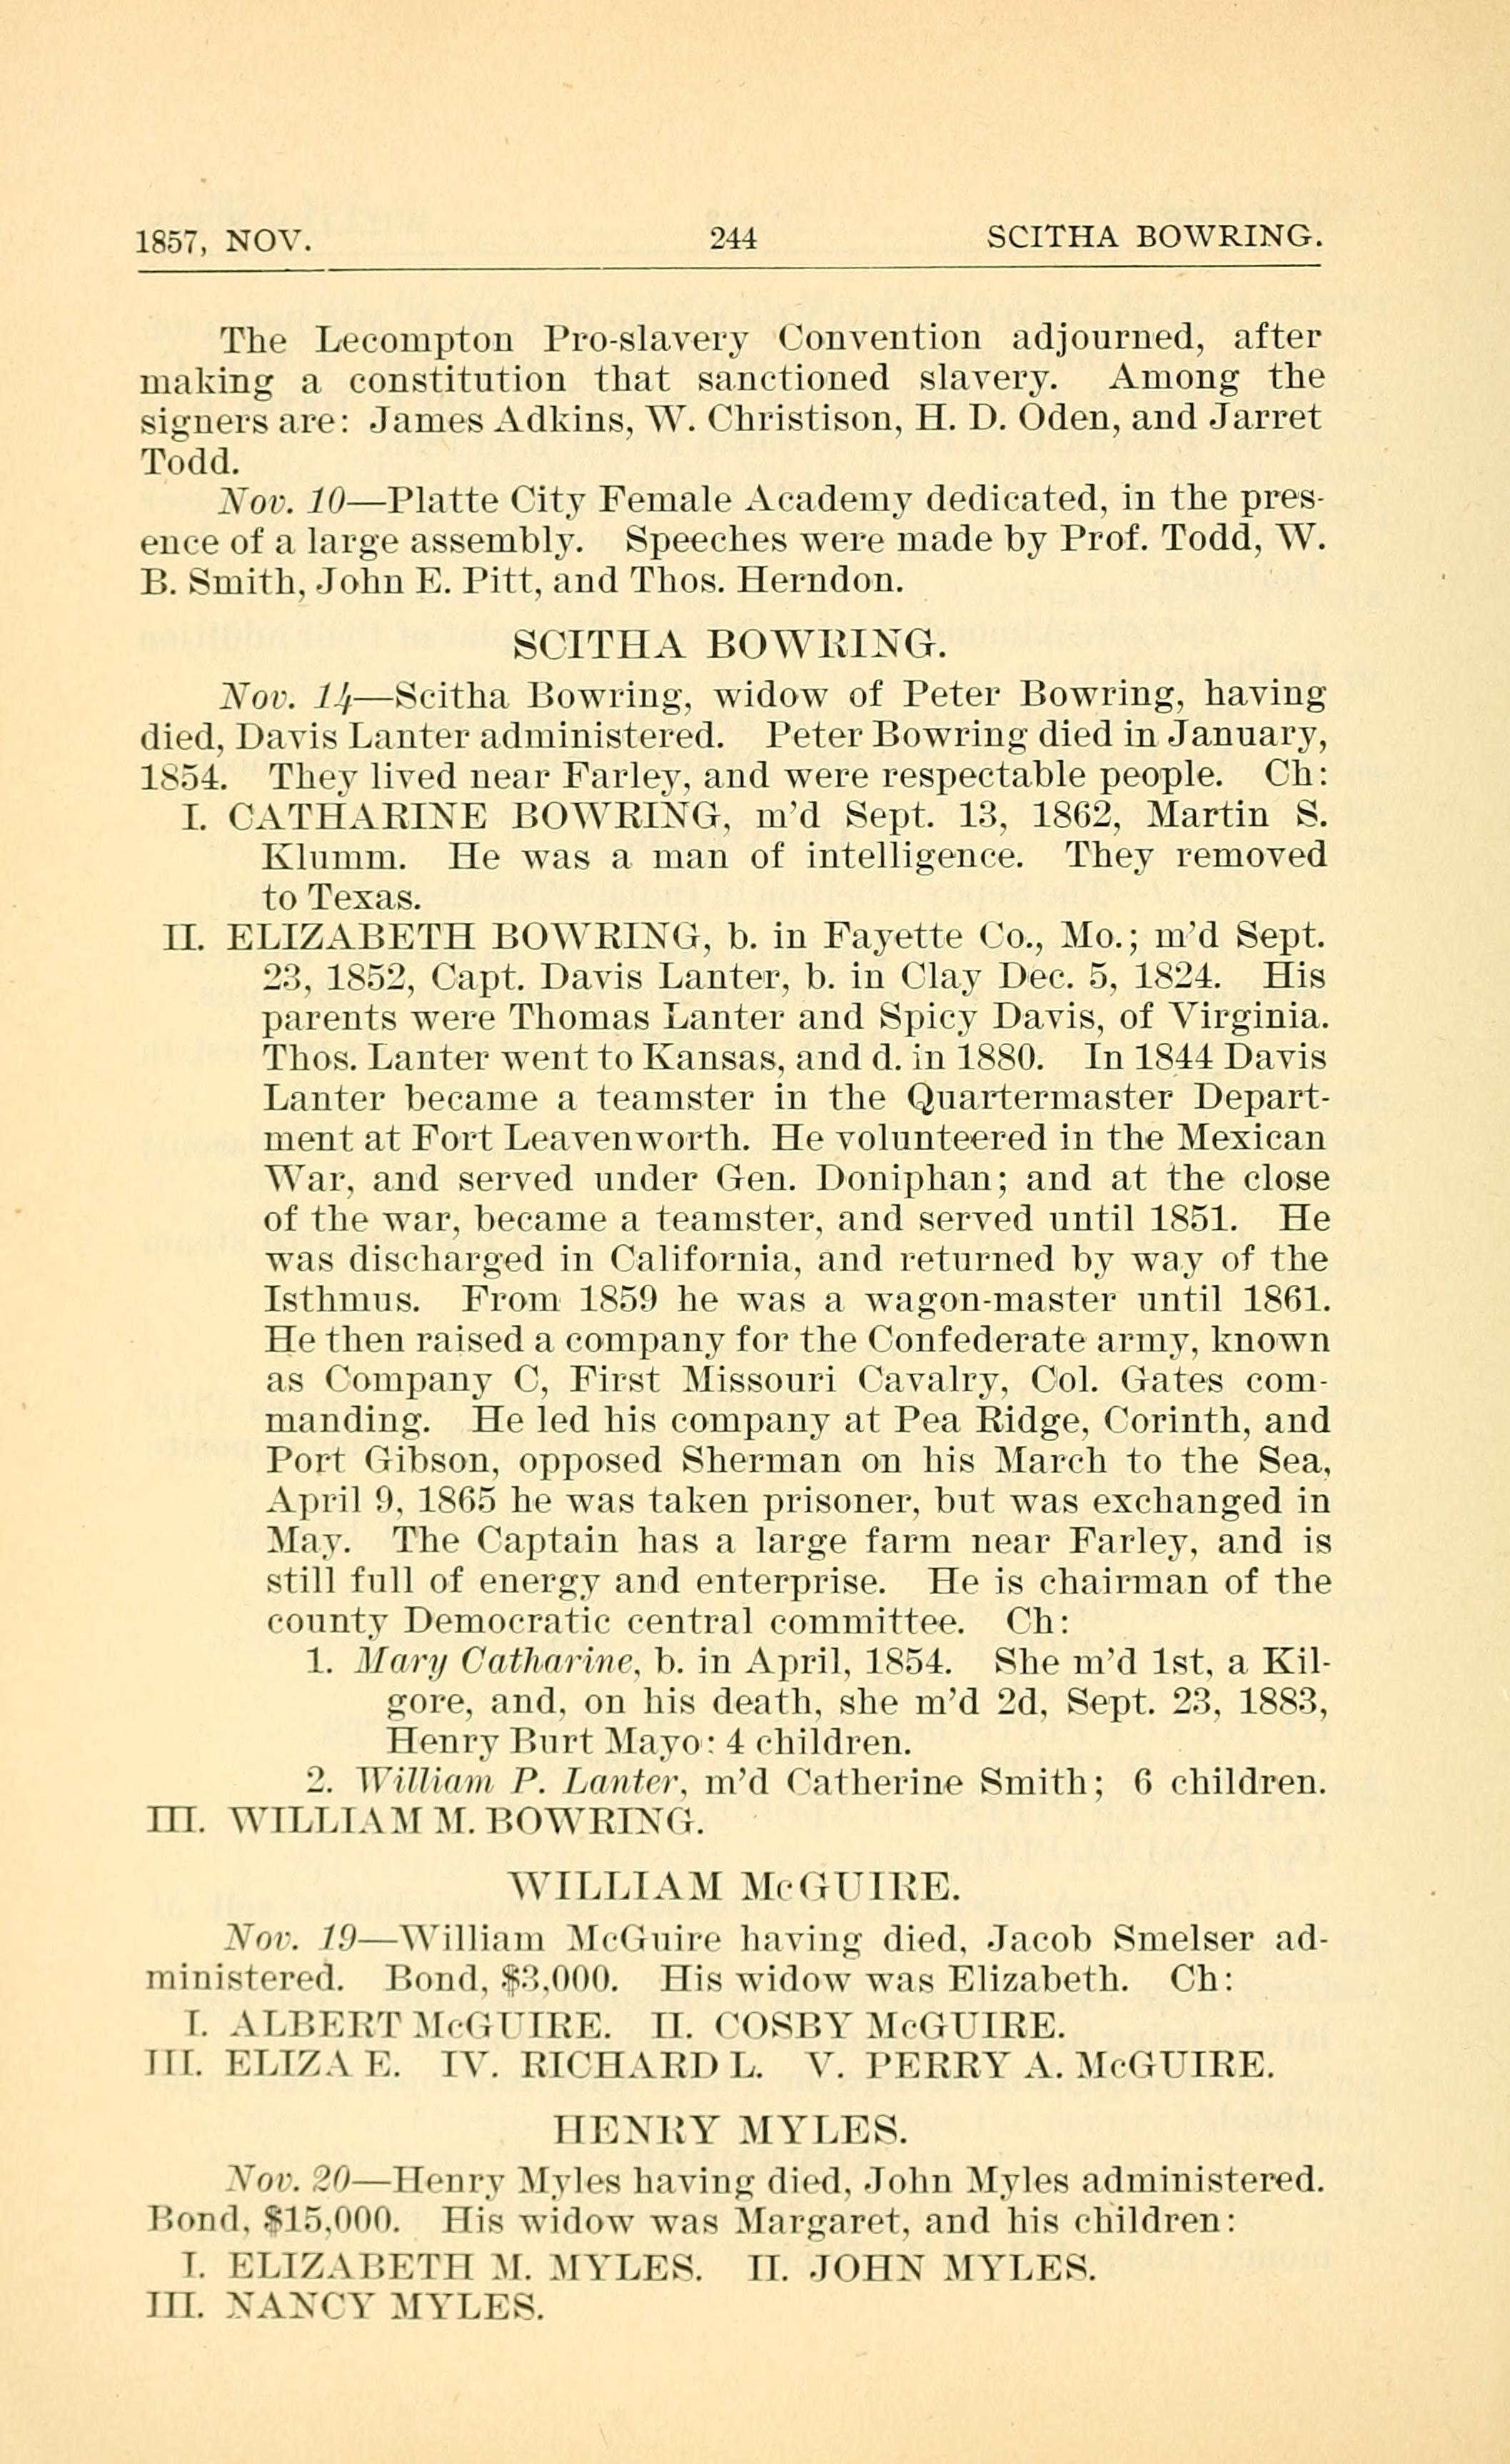 1857, NOV. 244 SCITHA BOWRING.
The Lecompton Pro-slavery Convention adjourned, after
making a constitution that sanctioned slavery. Among the
signers are: James Adkins, W. Christison, H. D. Oden, and Jarret
Todd.
Nov. 10—Platte City Female Academy dedicated, in the pres-
ence of a large assembly. Speeches were made by Prof. Todd, W.
B. Smith, John E. Pitt, and Thos. Herndon.
SCITHA BOWRING.
Nov. 14—Scitha Bowring, widow of Peter Bowring, having
died, Davis Lanter administered. Peter Bowring died in January,
1854. They lived near Farley, and were respectable people. Ch:
I. CATHARINE BOWRING, m'd Sept. 13, 1862, Martin S.
Klumm. He was a man of intelligence. They removed
to Texas.
II. ELIZABETH BOWRING, b. in Fayette Co., Mo.; m'd Sept.
23, 1852, Capt. Davis Lanter, b. in Clay Dec. 5, 1824. His
parents were Thomas Lanter and Spicy Davis, of Virginia.
Thos. Lanter went to Kansas, and d. in 1880. In 1844 Davis
Lanter became a teamster in the Quartermaster Depart-
ment at Fort Leavenworth. He volunteered in the Mexican
War, and served under Gen. Doniphan; and at the close
of the war, became a teamster, and served until 1851. He
was discharged in California, and returned by way of the
Isthmus. From 1859 he was a wagon-master until 1861.
He then raised a company for the Confederate army, known
as Company C, First Missouri Cavalry, Col. Gates com-
manding. He led his company at Pea Ridge, Corinth, and
Port Gibson, opposed Sherman on his March to the Sea,
April 9, 1865 he was taken prisoner, but was exchanged in
May. The Captain has a large farm near Farley, and is
still full of energy and enterprise. He is chairman of the
county Democratic central committee. Ch:
1. Mary Catharine, b. in April, 1854. She m'd 1st, a Kil-
gore, and, on his death, she m'd 2d, Sept. 23, 1883,
Henry Burt Mayo: 4 children.
2. William P. Lanter, m'd Catherine Smith; 6 children.
III. WILLIAM M. BOWRING.
WILLIAM McGUIRE.
Nov. 19—William McGuire having died, Jacob Smelser ad-
ministered. Bond, $3,000. His widow was Elizabeth. Ch:
I. ALBERT McGUIRE. II. COSBY McGUIRE.
III. ELIZA E. IV. RICHARD L. V. PERRY A. McGUIRE.
HENRY MYLES.
Nov. 20—Henry Myles having died, John Myles administered.
Bond, $15,000. His widow was Margaret, and his children:
I. ELIZABETH M. MYLES. II. JOHN MYLES.
III. NANCY MYLES.